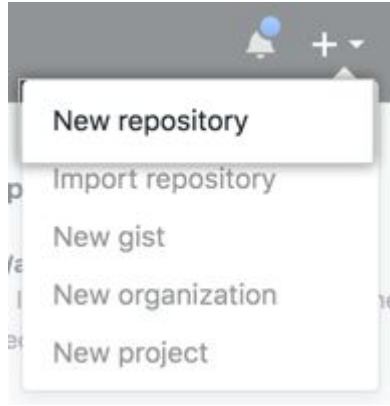 New repository
Import repository
New gist
New organization
New project